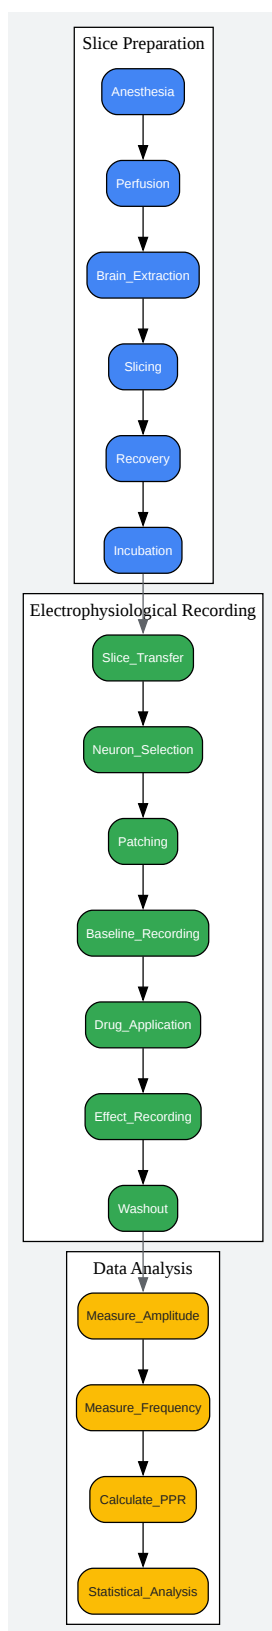 Slice Preparation
Anesthesia
Perfusion
Brain_Extraction
Slicing
Recovery
Incubation
Electrophysiological Recording
Slice_Transfer
Neuron_Selection
Patching
Baseline_Recording
Drug_Application
Effect_Recording
Washout
Data Analysis
Measure_Amplitude
Measure_Frequency
Calculate_PPR
Statistical_Analysis